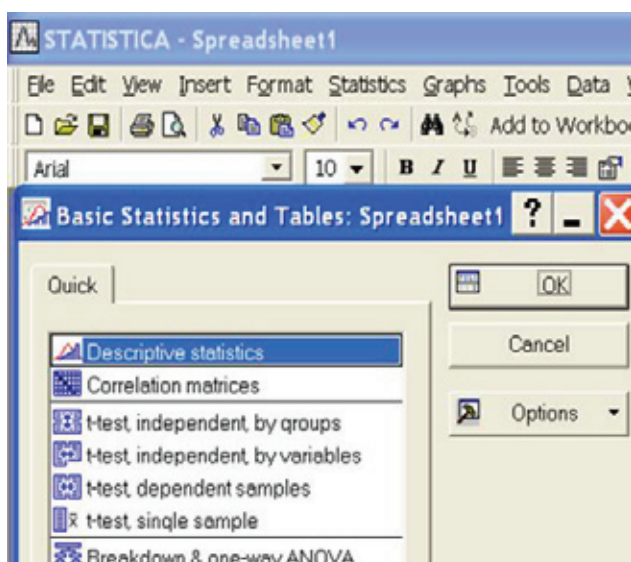 STATISTICA - Spreadsheet1
File Edit View Insert Format Statistics Graphs Tools Data
Add to Workboo
Arial 10 B I U
Basic Statistics and Tables: Spreadsheet1 ?
Quick
OK
Descriptive statistics
Cancel
Correlation matrices
t-test, independent, by groups
Options
t-test, independent, by variables
t-test, dependent samples
t-test, single sample
Breakdown & one-way ANOVA